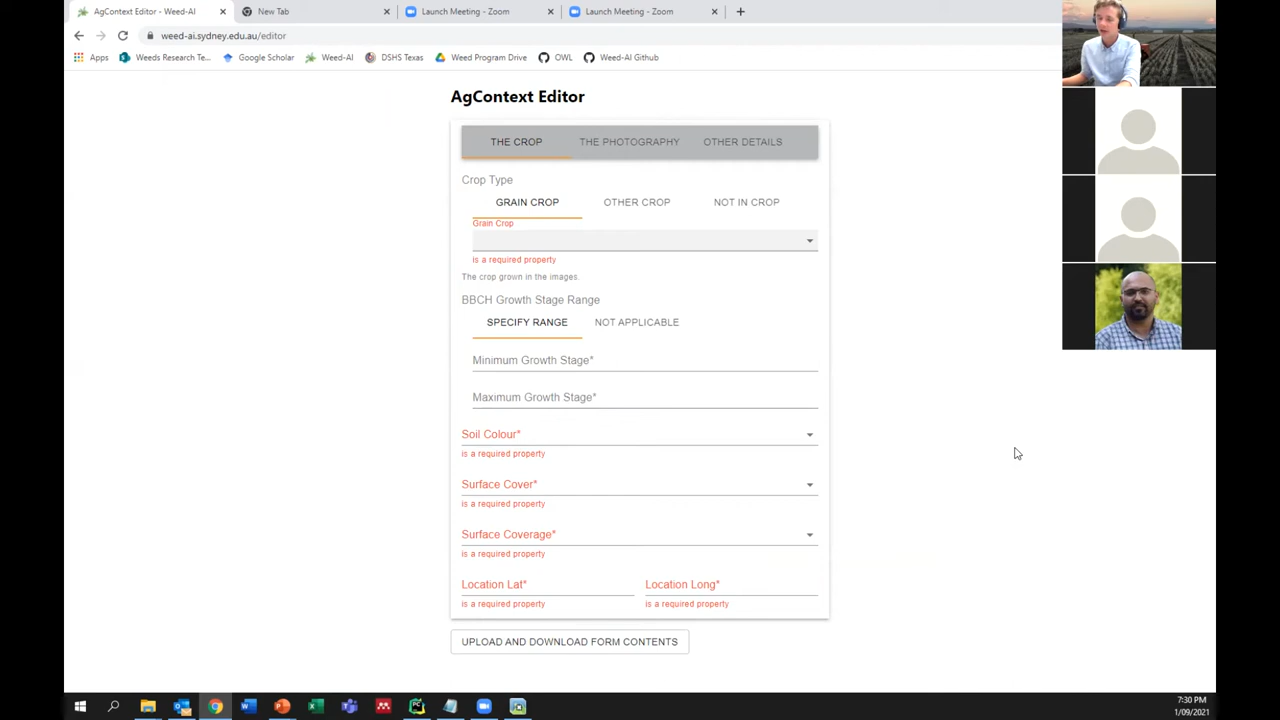 AgContext Editor - Weed-AI
New Tab
Launch Meeting - Zoom
Launch Meeting - Zoom
weed-ai.sydney.edu.au/editor
Apps
Weeds Research Te...
Google Scholar
Weed-AI
DSHS Texas
Weed Program Drive
OWL
Weed-AI Github
AgContext Editor
THE CROP
THE PHOTOGRAPHY
OTHER DETAILS
Crop Type
GRAIN CROP
OTHER CROP
NOT IN CROP
Grain Crop
is a required property
The crop grown in the images.
BBCH Growth Stage Range
SPECIFY RANGE
NOT APPLICABLE
Minimum Growth Stage*
Maximum Growth Stage*
Soil Colour*
is a required property
Surface Cover*
is a required property
Surface Coverage*
is a required property
Location Lat*
Location Long*
is a required property
is a required property
UPLOAD AND DOWNLOAD FORM CONTENTS
7:30 PM
1/09/2021